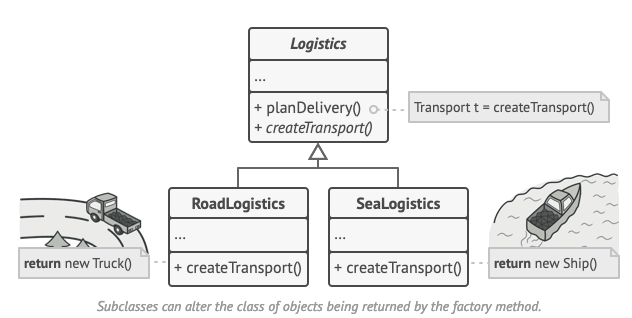 Logistics
...
+ planDelivery()
+ createTransport()
Transport t = createTransport()
RoadLogistics
...
+ createTransport()
SeaLogistics
...
+ createTransport()
return new Truck()
return new Ship()
Subclasses can alter the class of objects being returned by the factory method.